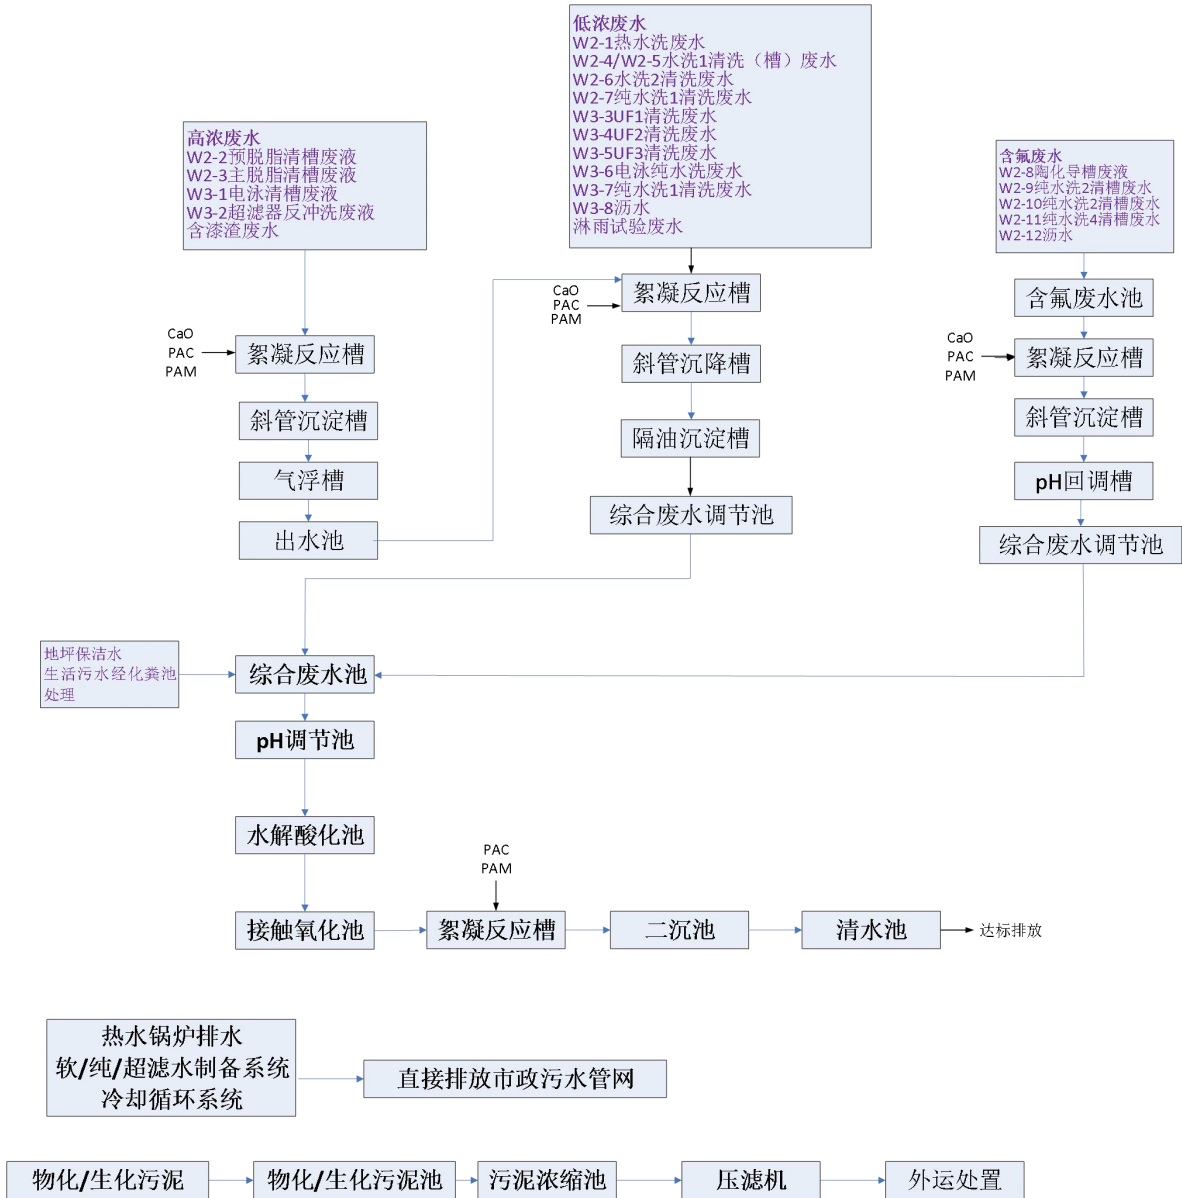 低浓废水
W2-1热水洗废水
W2-4/W2-5水洗1清洗（槽）废水
W2-6水洗2清洗废水
W2-7纯水洗1清洗废水
W3-3UF1清洗废水
W3-4UF2清洗废水
W3-5UF3清洗废水
W3-6电泳纯水洗废水
W3-7纯水洗1清洗废水
W3-8沥水
淋雨试验废水
高浓废水
W2-2预脱脂清槽废液
W2-3主脱脂清槽废液
W3-1电泳清槽废液
W3-2超滤器反冲洗废液
含漆渣废水
含氟废水
W2-8陶化导槽废液
W2-9纯水洗2清槽废水
W2-10纯水洗2清槽废水
W2-11纯水洗4清槽废水
W2-12沥水
CaO
PAC
PAM
絮凝反应槽
斜管沉淀槽
气浮槽
出水池
CaO
PAC
PAM
絮凝反应槽
斜管沉降槽
隔油沉淀槽
综合废水调节池
含氟废水池
CaO
PAC
PAM
絮凝反应槽
斜管沉淀槽
pH回调槽
综合废水调节池
地坪保洁水
生活污水经化粪池
处理
综合废水池
pH调节池
水解酸化池
接触氧化池
PAC
PAM
絮凝反应槽
二沉池
清水池
达标排放
热水锅炉排水
软/纯/超滤水制备系统
冷却循环系统
直接排放市政污水管网
物化/生化污泥
物化/生化污泥池
污泥浓缩池
压滤机
外运处置